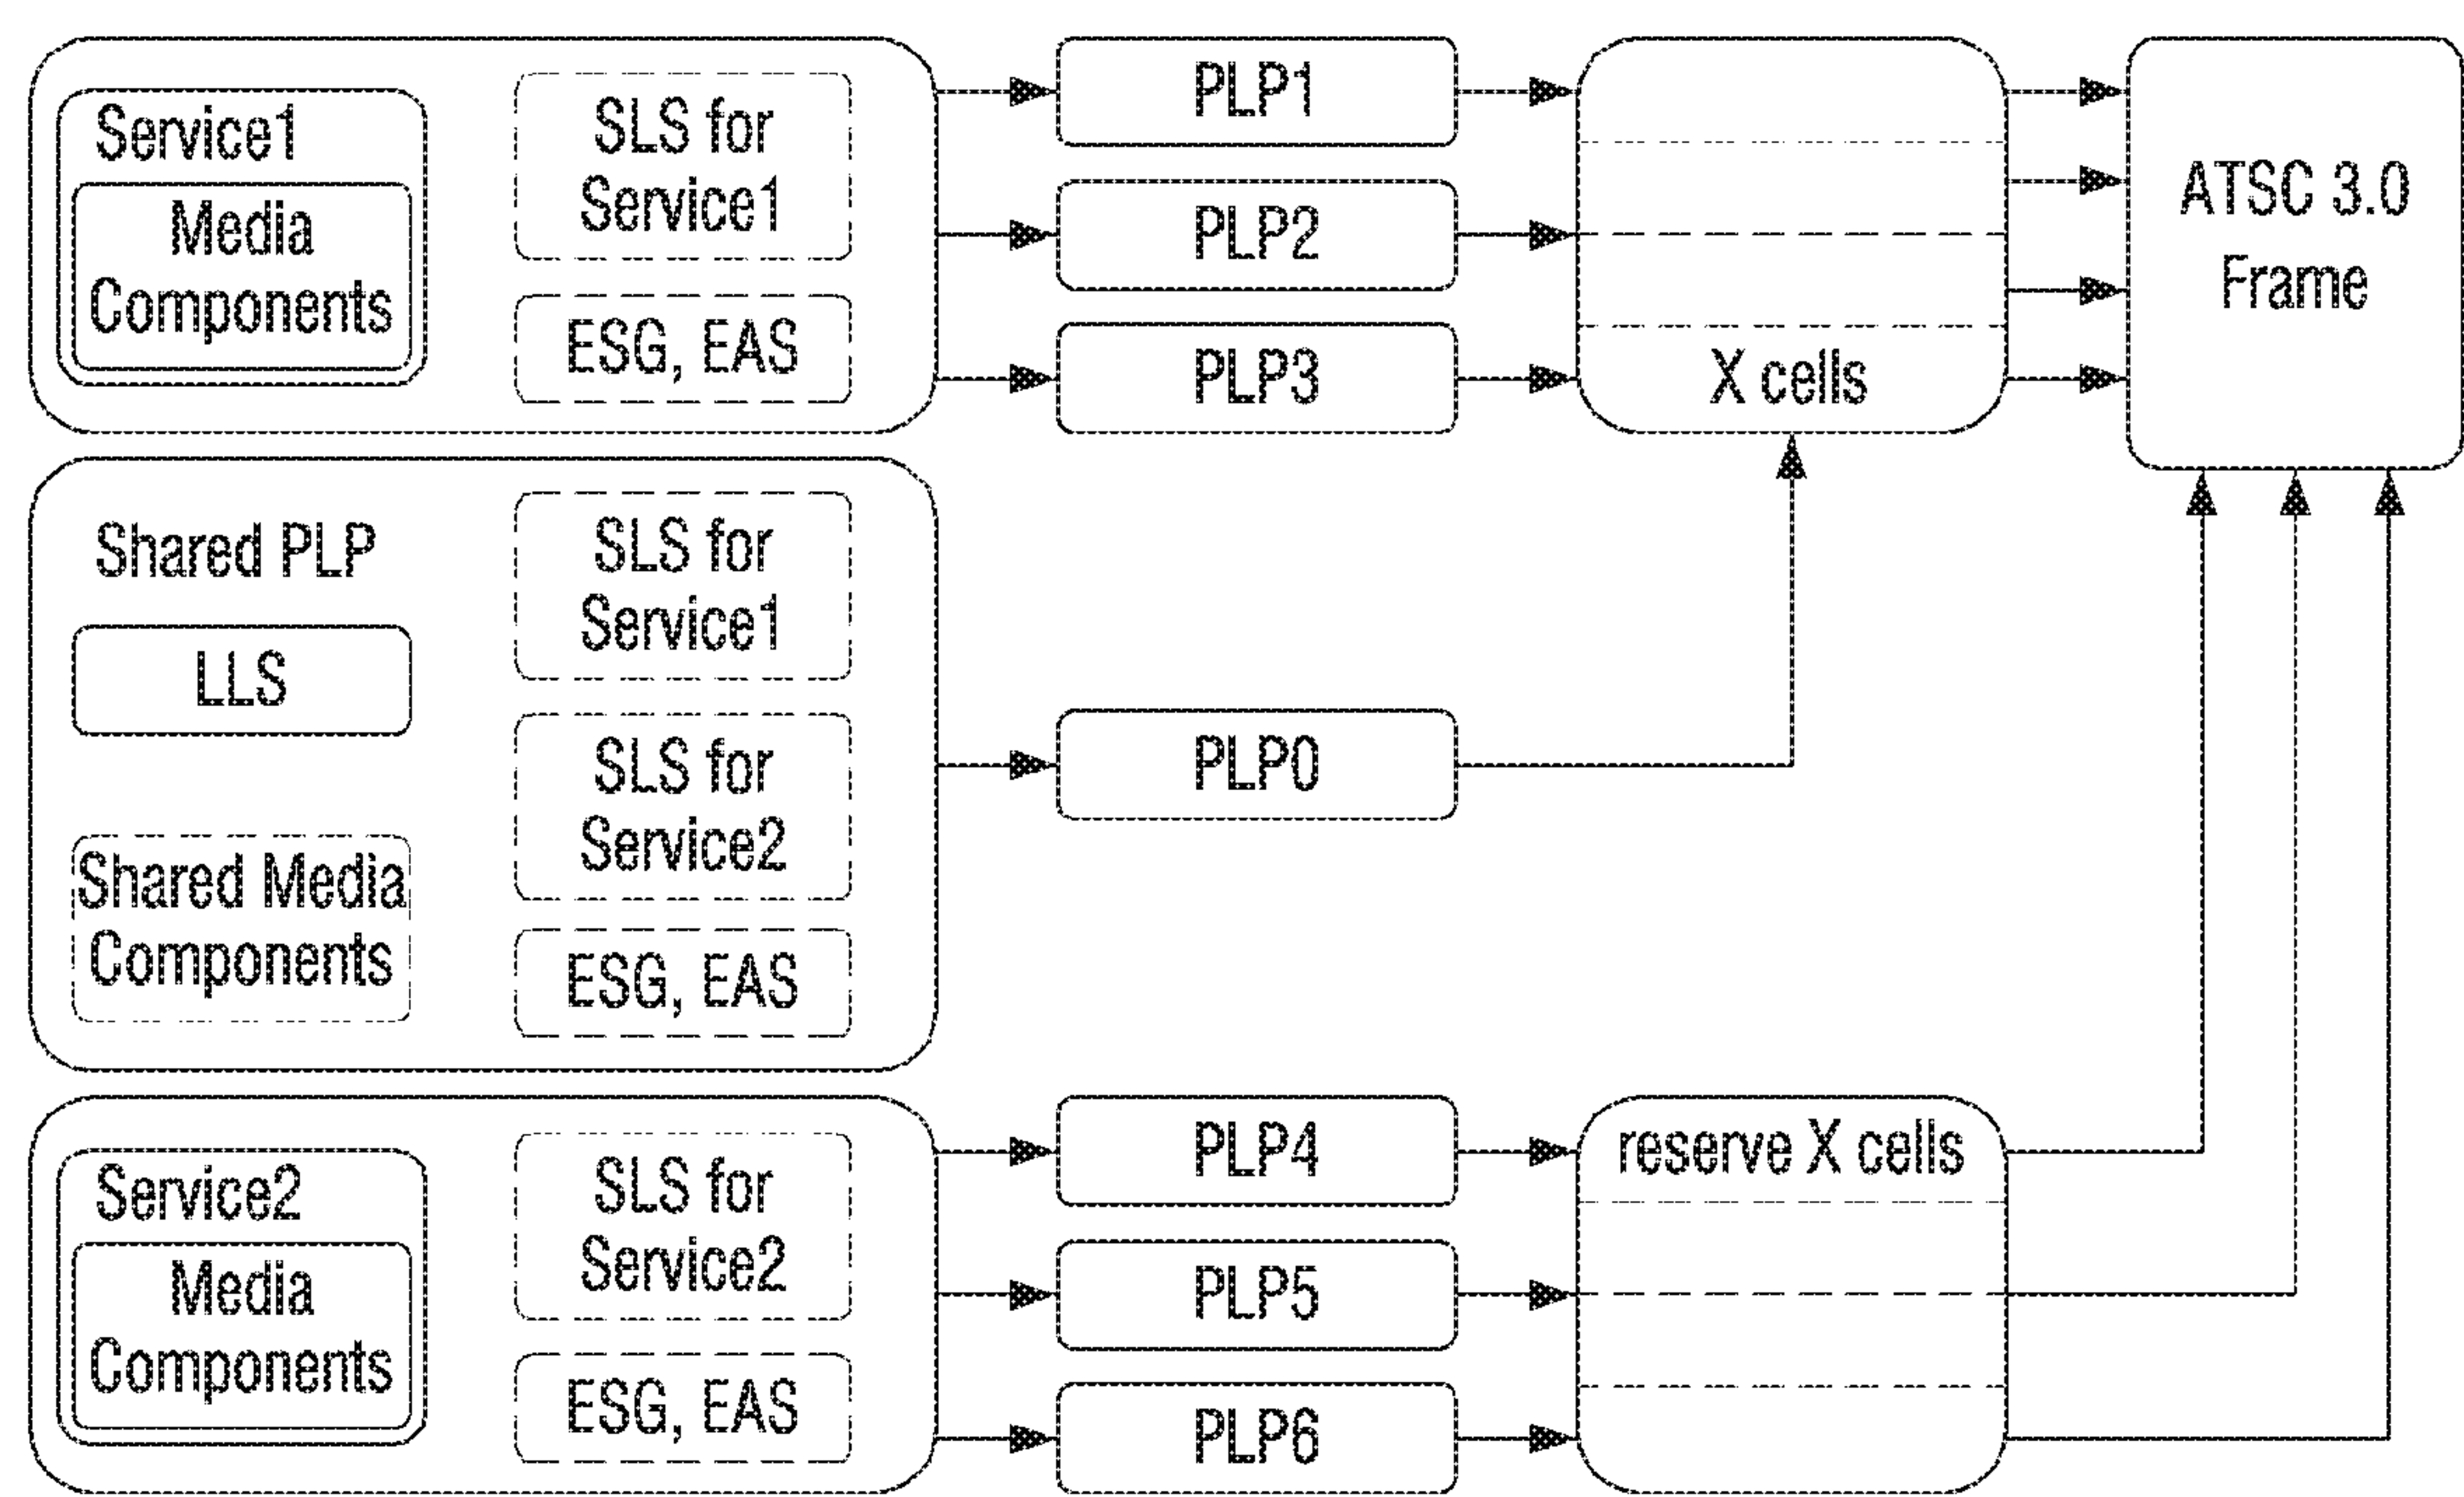 Service1
Media
Components
SLS for
Service1
ESG, EAS
PLP1
PLP2
PLP3
X cells
ATSC 3.0
Frame
Shared PLP
LLS
Shared Media
Components
SLS for
Service1
SLS for
Service2
ESG, EAS
PLP0
Service2
Media
Components
SLS for
Service2
ESG, EAS
PLP4
PLP5
PLP6
reserve X cells